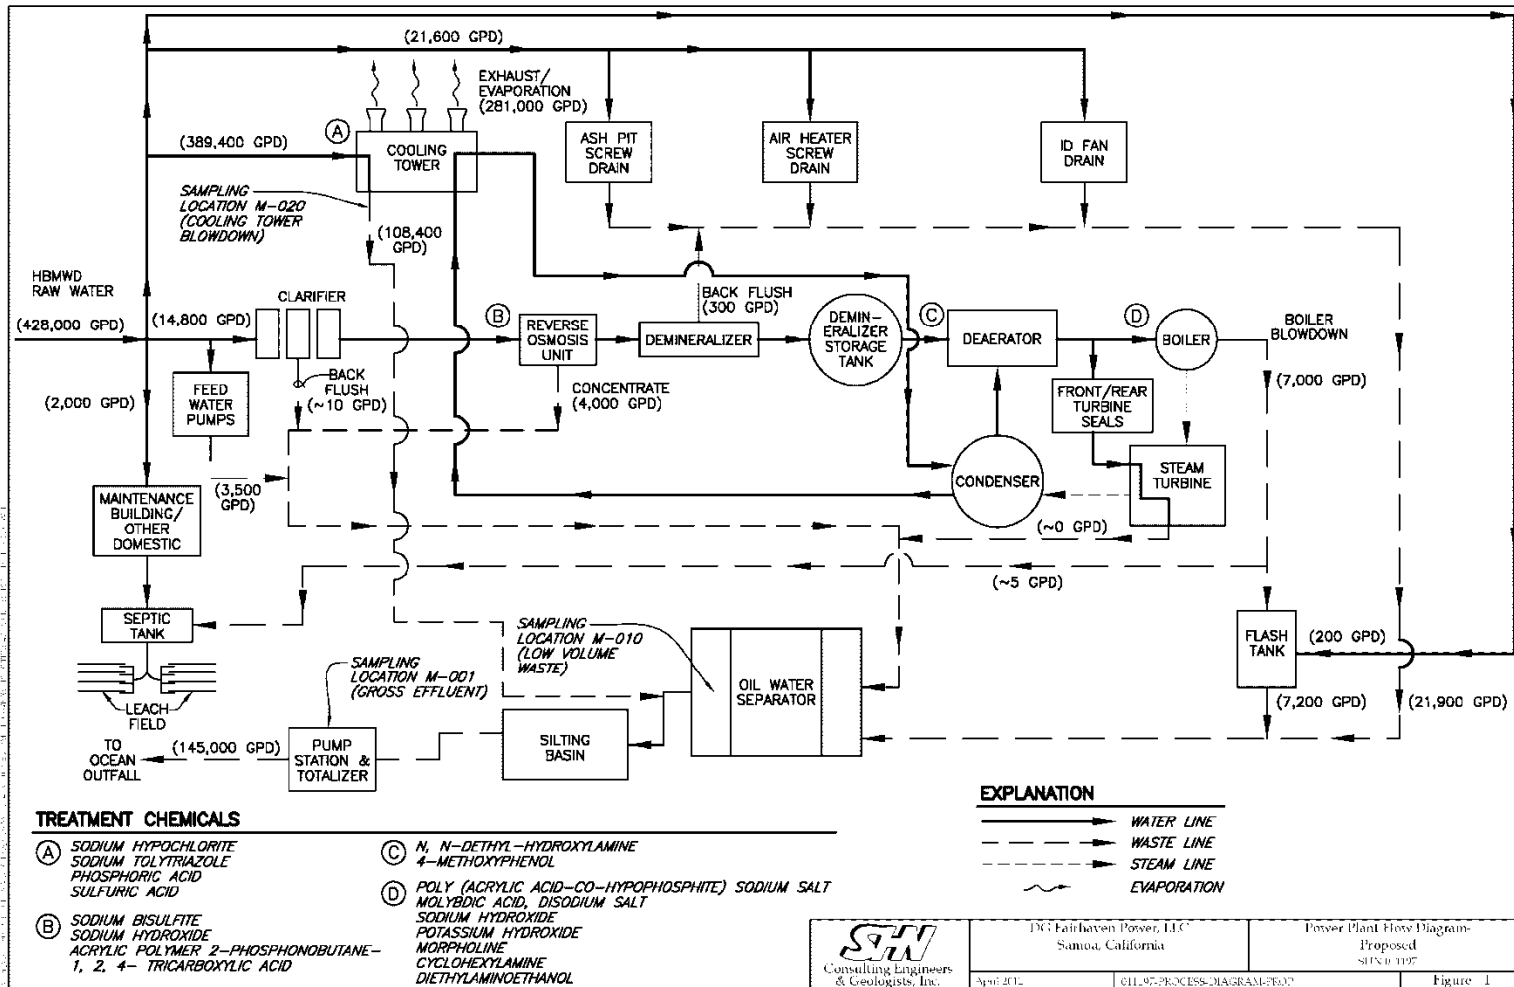 (21,600 GPD)
EXHAUST/
EVAPORATION
(281,000 GPD)
A
(389,400 GPD)
COOLING
TOWER
ASH PIT
SCREW
DRAIN
AIR HEATER
SCREW
DRAIN
ID FAN
DRAIN
SAMPLING
LOCATION M-020
(COOLING TOWER
BLOWDOWN)
(108,400
GPD)
HBMWD
RAW WATER
(428,000 GPD)
(14,800 GPD)
CLARIFIER
B
REVERSE
OSMOSIS
UNIT
BACK FLUSH
(300 GPD)
DEMINERALIZER
DEMIN-
ERALIZER
STORAGE
TANK
C
DEAERATOR
D
BOILER
BOILER
BLOWDOWN
BACK
FLUSH
(~10 GPD)
CONCENTRATE
(4,000 GPD)
(7,000 GPD)
(2,000 GPD)
FEED
WATER
PUMPS
FRONT/REAR
TURBINE
SEALS
(3,500
GPD)
CONDENSER
STEAM
TURBINE
(~0 GPD)
MAINTENANCE
BUILDING/
OTHER
DOMESTIC
(~5 GPD)
SEPTIC
TANK
SAMPLING
LOCATION M-010
(LOW VOLUME
WASTE)
OIL WATER
SEPARATOR
FLASH
TANK
(200 GPD)
SAMPLING
LOCATION M-001
(GROSS EFFLUENT)
LEACH
FIELD
(7,200 GPD)
(21,900 GPD)
TO
OCEAN
OUTFALL
(145,000 GPD)
PUMP
STATION &
TOTALIZER
SILTING
BASIN
TREATMENT CHEMICALS
A
SODIUM HYPOCHLORITE
SODIUM TOLYTRIAZOLE
PHOSPHORIC ACID
SULFURIC ACID
B
SODIUM BISULFITE
SODIUM HYDROXIDE
ACRYLIC POLYMER 2-PHOSPHONOBUTANE-
1, 2, 4- TRICARBOXYLIC ACID
C
N, N-DETHYL-HYDROXYLAMINE
4-METHOXYPHENOL
D
POLY (ACRYLIC ACID-CO-HYPOPHOSPHITE) SODIUM SALT
MOLYBDIC ACID, DISODIUM SALT
SODIUM HYDROXIDE
POTASSIUM HYDROXIDE
MORPHOLINE
CYCLOHEXYLAMINE
DIETHYLAMINOETHANOL
EXPLANATION
WATER LINE
WASTE LINE
STEAM LINE
EVAPORATION
SHN
Consulting Engineers
& Geologists, Inc.
DG Fairhaven Power, LLC
Samoa, California
Power Plant Flow Diagram-
Proposed
April 2012
011197-PROCESS-DIAGRAM-PROP
Figure 1